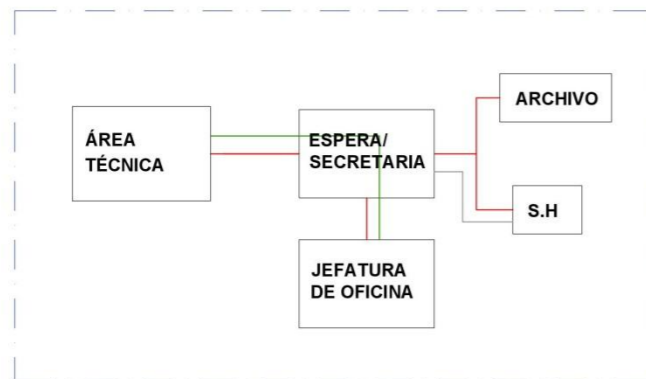 ÁREA
TÉCNICA
ESPERA/
SECRETARIA
ARCHIVO
S.H
JEFATURA
DE OFICINA